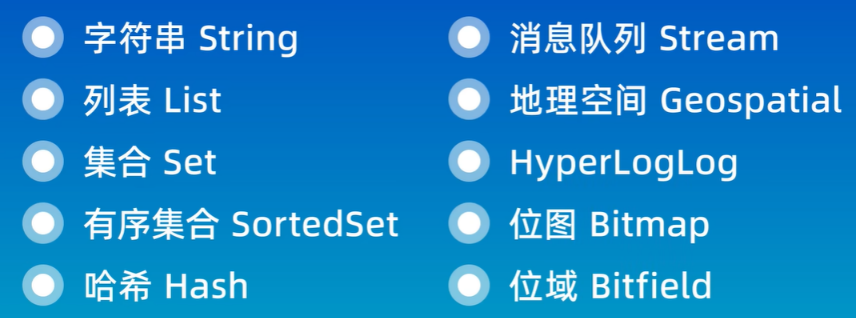 字符串 String
列表 List
集合 Set
有序集合 SortedSet
哈希 Hash
消息队列 Stream
地理空间 Geospatial
HyperLogLog
位图 Bitmap
位域 Bitfield